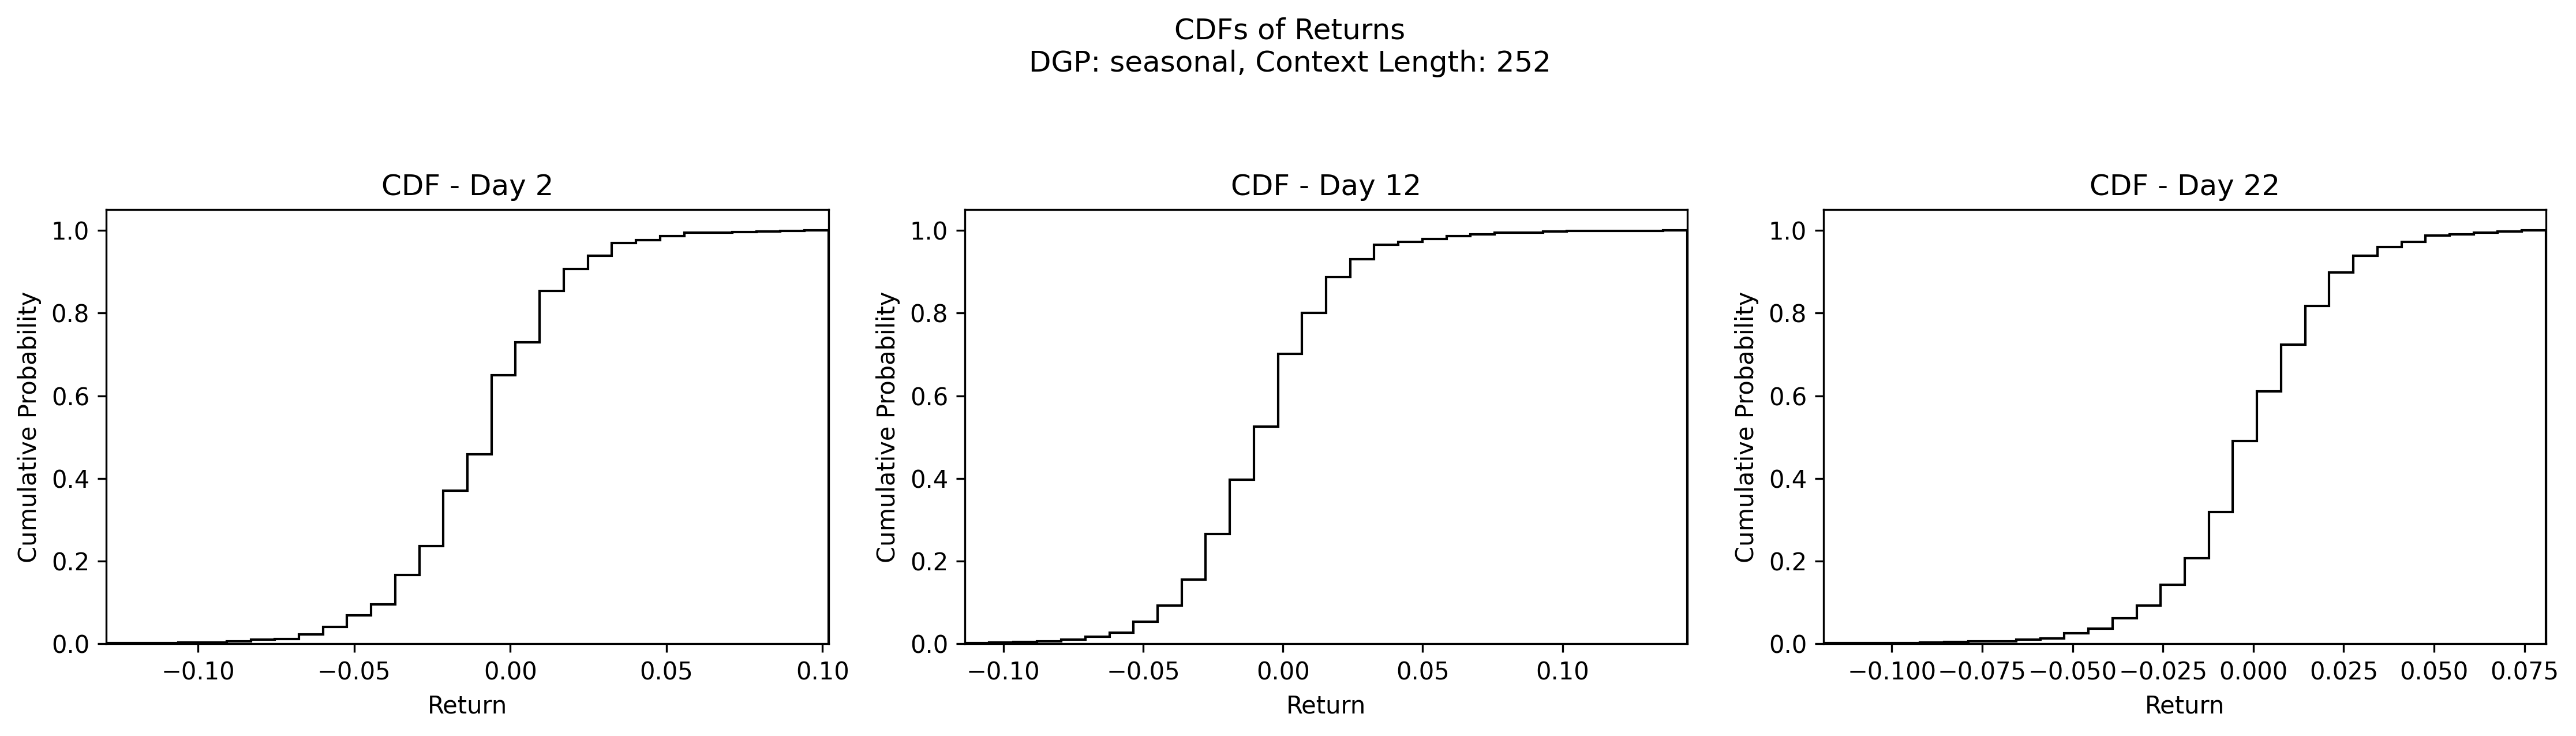 CDFs of Returns
DGP: seasonal, Context Length: 252
CDF - Day 2
Cumulative Probability
1.0
0.8
0.6
0.4
0.2
0.0
−0.10 −0.05 0.00 0.05 0.10
Return
CDF - Day 12
Cumulative Probability
1.0
0.8
0.6
0.4
0.2
0.0
−0.10 −0.05 0.00 0.05 0.10
Return
CDF - Day 22
Cumulative Probability
1.0
0.8
0.6
0.4
0.2
0.0
−0.100 −0.075 −0.050 −0.025 0.000 0.025 0.050 0.075
Return